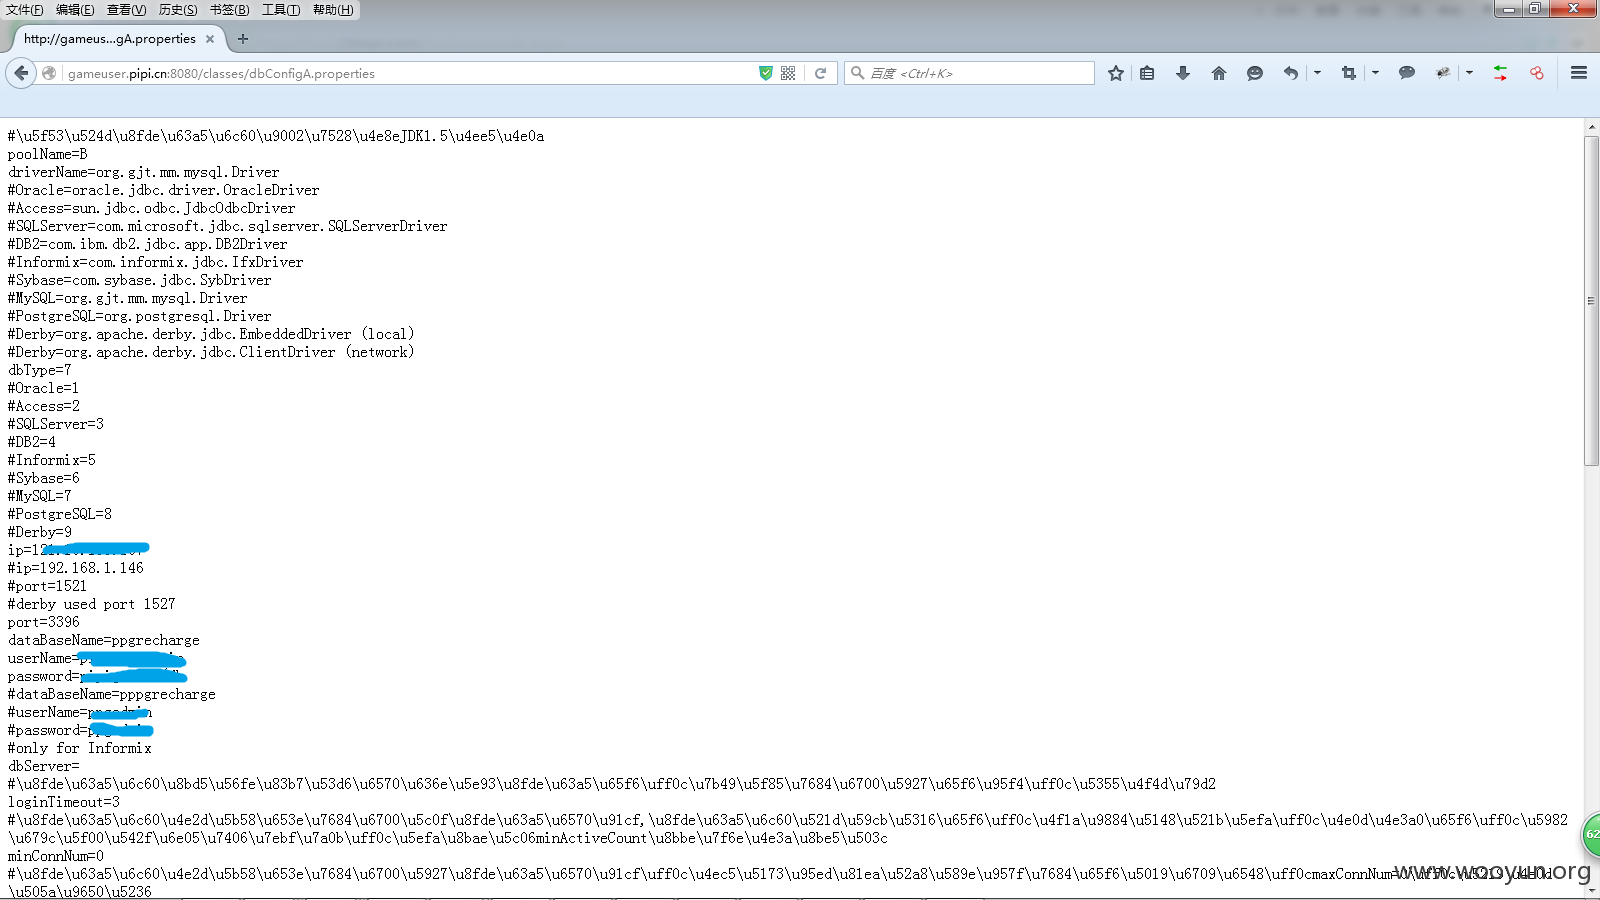 文件(F) 编辑(E) 查看(V) 历史(S) 书签(B) 工具(T) 帮助(H)
http://gameus...gA.properties
gameuser.pipi.cn:8080/classes/dbConfigA.properties
百度 <Ctrl+K>
#\u5f53\u524d\u8fde\u63a5\u6c60\u9002\u7528\u4e8eJDK1.5\u4ee5\u4e0a
poolName=B
driverName=org.gjt.mm.mysql.Driver
#Oracle=oracle.jdbc.driver.OracleDriver
#Access=sun.jdbc.odbc.JdbcOdbcDriver
#SQLServer=com.microsoft.jdbc.sqlserver.SQLServerDriver
#DB2=com.ibm.db2.jdbc.app.DB2Driver
#Informix=com.informix.jdbc.IfxDriver
#Sybase=com.sybase.jdbc.SybDriver
#MySQL=org.gjt.mm.mysql.Driver
#PostgreSQL=org.postgresql.Driver
#Derby=org.apache.derby.jdbc.EmbeddedDriver (local)
#Derby=org.apache.derby.jdbc.ClientDriver (network)
dbType=7
#Oracle=1
#Access=2
#SQLServer=3
#DB2=4
#Informix=5
#Sybase=6
#MySQL=7
#PostgreSQL=8
#Derby=9
ip=
#ip=192.168.1.146
#port=1521
#derby used port 1527
port=3396
dataBaseName=ppgrecharge
userName=
password=
#dataBaseName=pppgrecharge
#userName=
#password=
#only for Informix
dbServer=
#\u8fde\u63a5\u6c60\u8bd5\u56fe\u83b7\u53d6\u6570\u636e\u5e93\u8fde\u63a5\u65f6\uff0c\u7b49\u5f85\u7684\u6700\u5927\u65f6\u95f4\uff0c\u5355\u4f4d\u79d2
loginTimeout=3
#\u8fde\u63a5\u6c60\u4e2d\u5b58\u653e\u7684\u6700\u5c0f\u8fde\u63a5\u6570\u91cf,\u8fde\u63a5\u6c60\u521d\u59cb\u5316\u65f6\uff0c\u4f1a\u9884\u5148\u521b\u5efa\uff0c\u4e0d\u4e3a0\u65f6\uff0c\u5982
\u679c\u5f00\u542f\u6e05\u7406\u7ebf\u7a0b\uff0c\u5efa\u8bae\u5c06minActiveCount\u8bbe\u7f6e\u4e3a\u8be5\u503c
minConnNum=0
#\u8fde\u63a5\u6c60\u4e2d\u5b58\u653e\u7684\u6700\u5927\u8fde\u63a5\u6570\u91cf\uff0c\u4ec5\u5173\u95ed\u81ea\u52a8\u589e\u957f\u7684\u65f6\u5019\u6709\u6548\uff0cmaxConnNum=
\u505a\u9650\u5236
62
www.wooyun.org